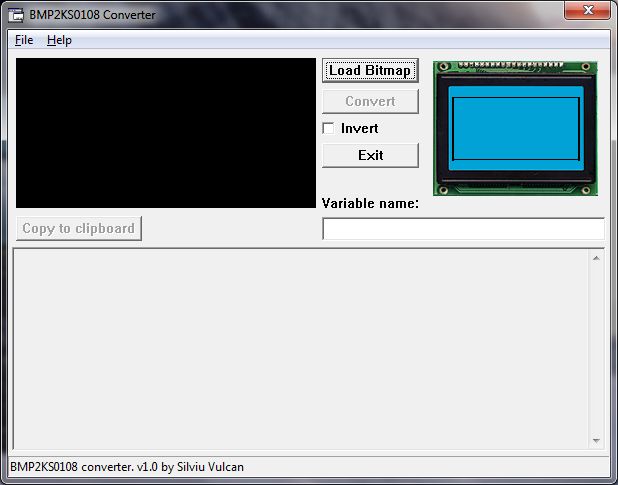 BMP2KS0108 Converter
File Help
Load Bitmap
Convert
Invert
Exit
Variable name:
Copy to clipboard
BMP2KS0108 converter. v1.0 by Silviu Vulcan